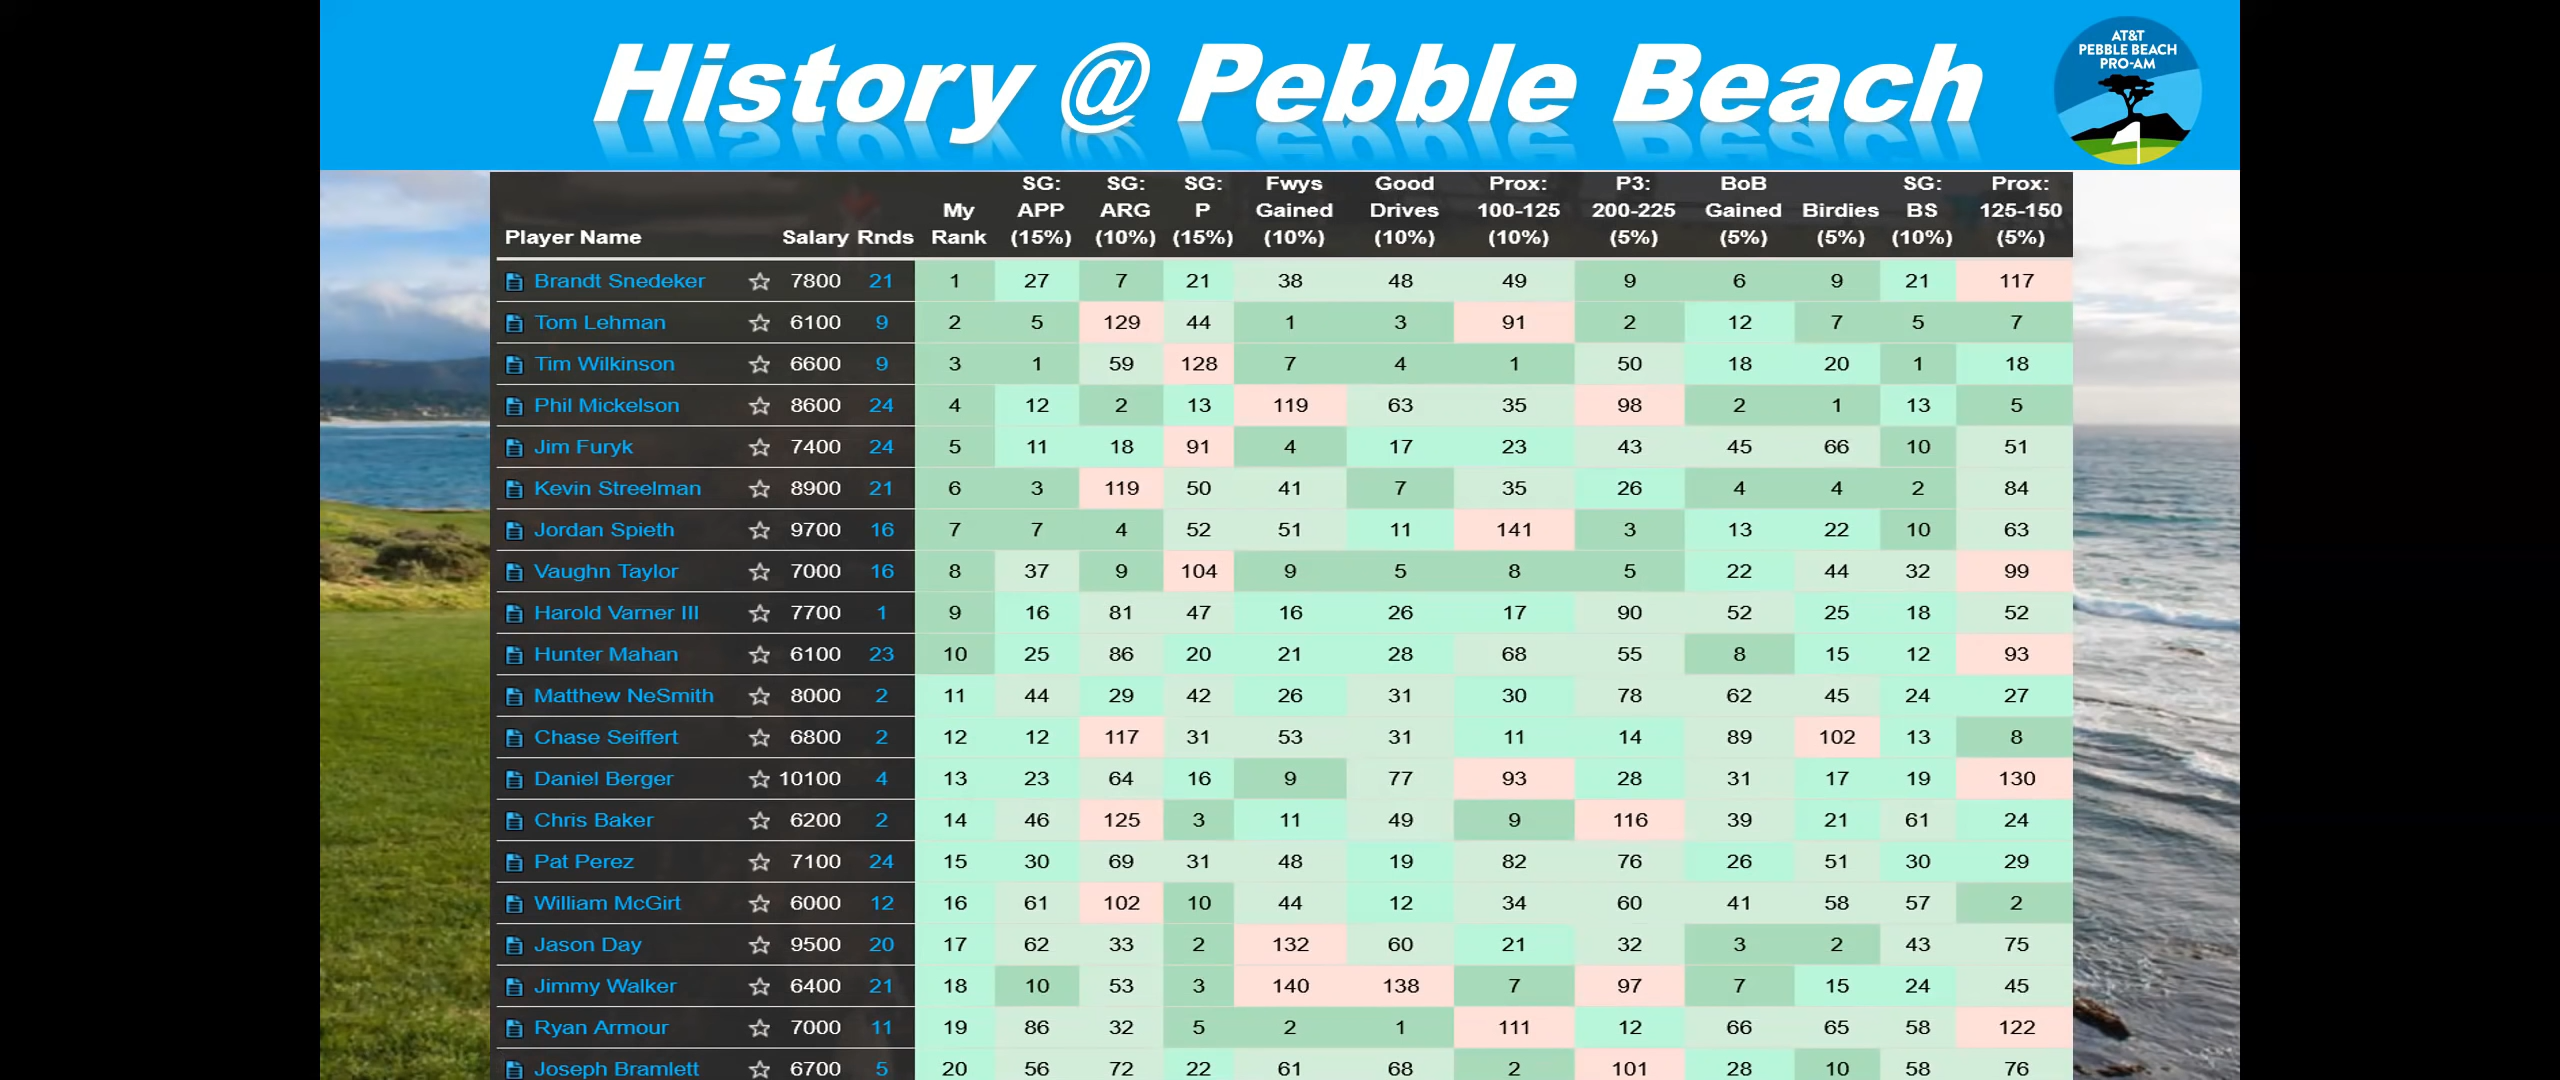 History @ Pebble Beach
AT&T
PEBBLE BEACH
PRO-AM
Player Name Salary Rnds My Rank SG: APP (15%) SG: ARG (10%) SG: P (15%) Fwys Gained (10%) Good Drives (10%) Prox: 100-125 (10%) P3: 200-225 (5%) BoB Gained (5%) Birdies (5%) SG: BS (10%) Prox: 125-150 (5%)
Brandt Snedeker 7800 21 1 27 7 21 38 48 49 9 6 9 21 117
Tom Lehman 6100 9 2 5 129 44 1 3 91 2 12 7 5 7
Tim Wilkinson 6600 9 3 1 59 128 7 4 1 50 18 20 1 18
Phil Mickelson 8600 24 4 12 2 13 119 63 35 98 2 1 13 5
Jim Furyk 7400 24 5 11 18 91 4 17 23 43 45 66 10 51
Kevin Streelman 8900 21 6 3 119 50 41 7 35 26 4 4 2 84
Jordan Spieth 9700 16 7 7 4 52 51 11 141 3 13 22 10 63
Vaughn Taylor 7000 16 8 37 9 104 9 5 8 5 22 44 32 99
Harold Varner III 7700 1 9 16 81 47 16 26 17 90 52 25 18 52
Hunter Mahan 6100 23 10 25 86 20 21 28 68 55 8 15 12 93
Matthew NeSmith 8000 2 11 44 29 42 26 31 30 78 62 45 24 27
Chase Seiffert 6800 2 12 12 117 31 53 31 11 14 89 102 13 8
Daniel Berger 10100 4 13 23 64 16 9 77 93 28 31 17 19 130
Chris Baker 6200 2 14 46 125 3 11 49 9 116 39 21 61 24
Pat Perez 7100 24 15 30 69 31 48 19 82 76 26 51 30 29
William McGirt 6000 12 16 61 102 10 44 12 34 60 41 58 57 2
Jason Day 9500 20 17 62 33 2 132 60 21 32 3 2 43 75
Jimmy Walker 6400 21 18 10 53 3 140 138 7 97 7 15 24 45
Ryan Armour 7000 11 19 86 32 5 2 1 111 12 66 65 58 122
Joseph Bramlett 6700 5 20 56 72 22 61 68 2 101 28 10 58 76